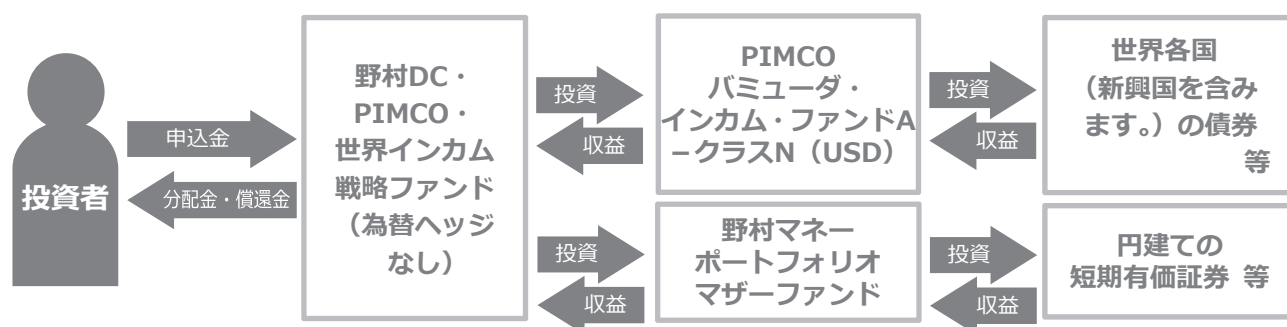 投資者
申込金
分配金・償還金
野村DC・
PIMCO・
世界インカム
戦略ファンド
（為替ヘッジ
なし）
投資
収益
PIMCO
バミューダ・
インカム・ファンドA
－クラスN（USD）
投資
収益
世界各国
（新興国を含み
ます。）の債券
等
投資
収益
野村マネー
ポートフォリオ
マザーファンド
投資
収益
円建ての
短期有価証券 等